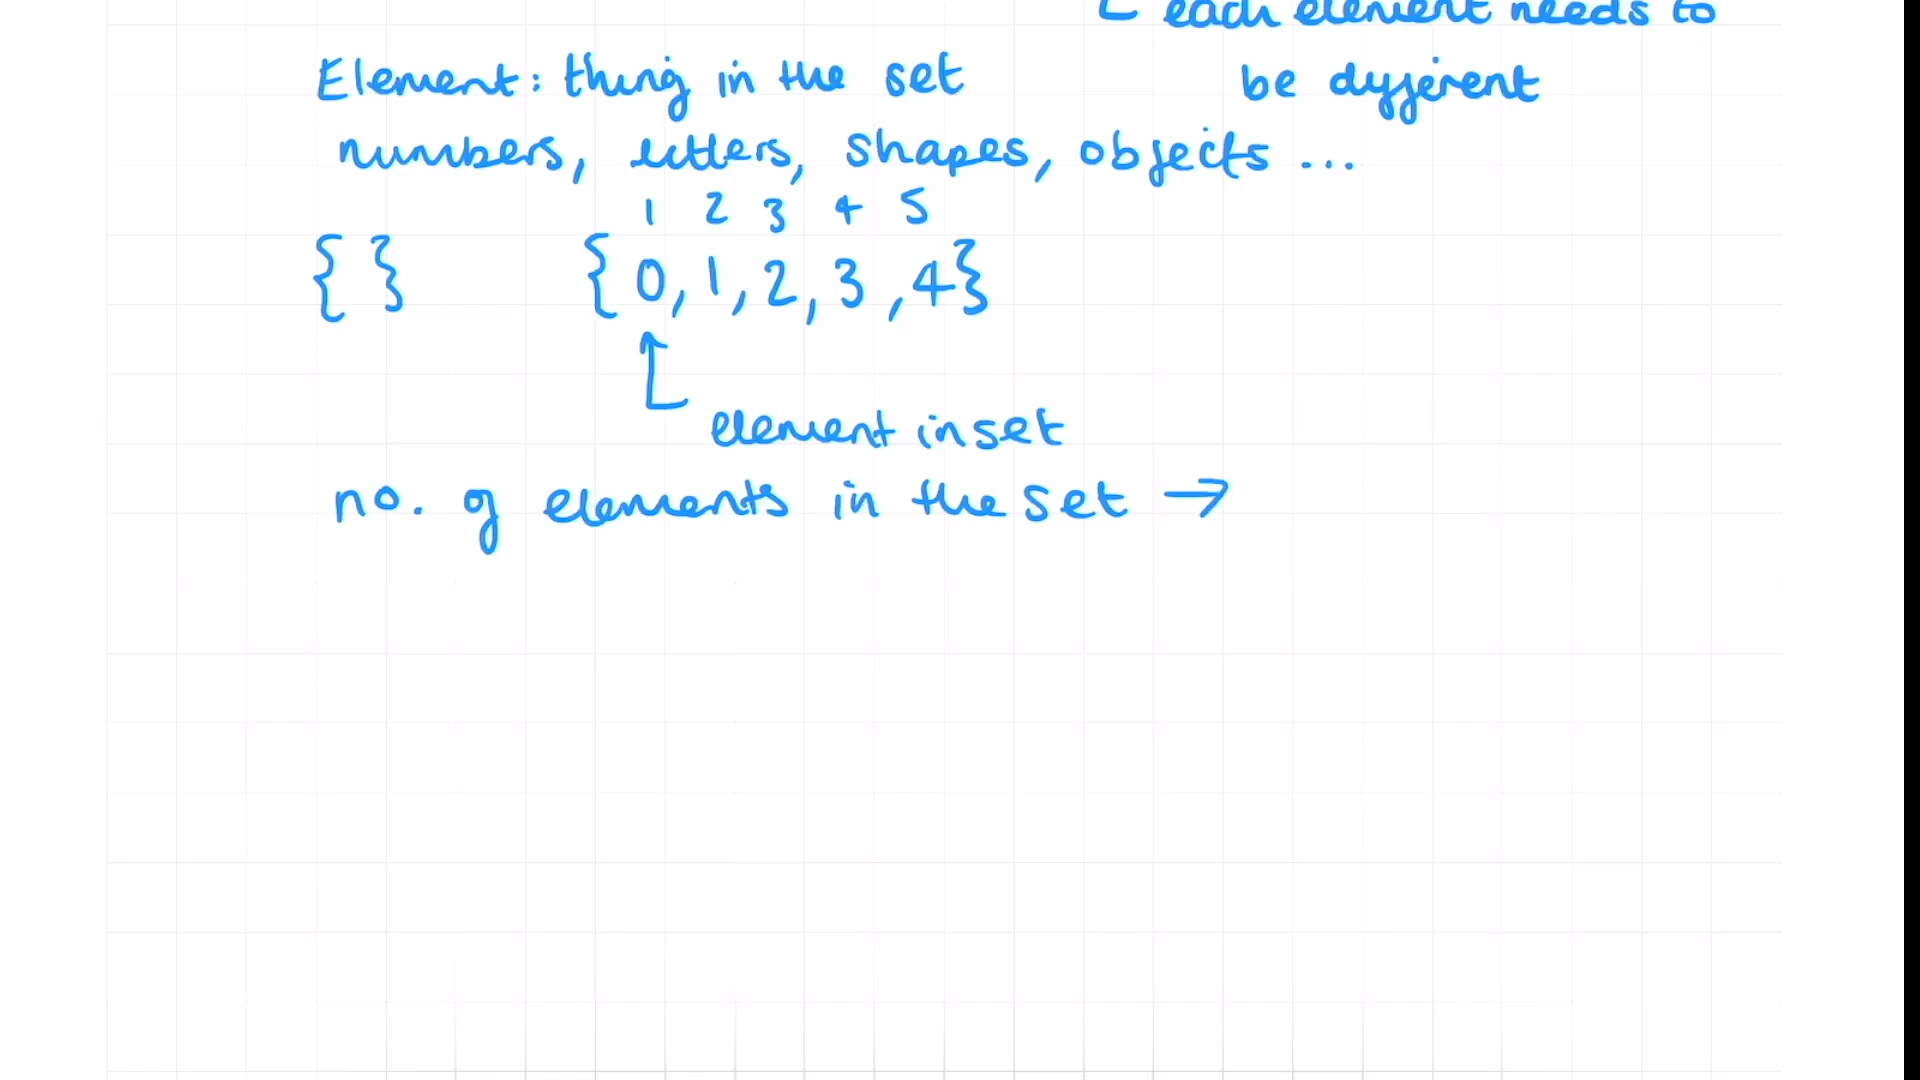 each element needs to
Element: thing in the set
be different
numbers, letters, shapes, objects ...
1 2 3 4 5
{ } { 0, 1, 2, 3, 4}
element in set
no. of elements in the set →